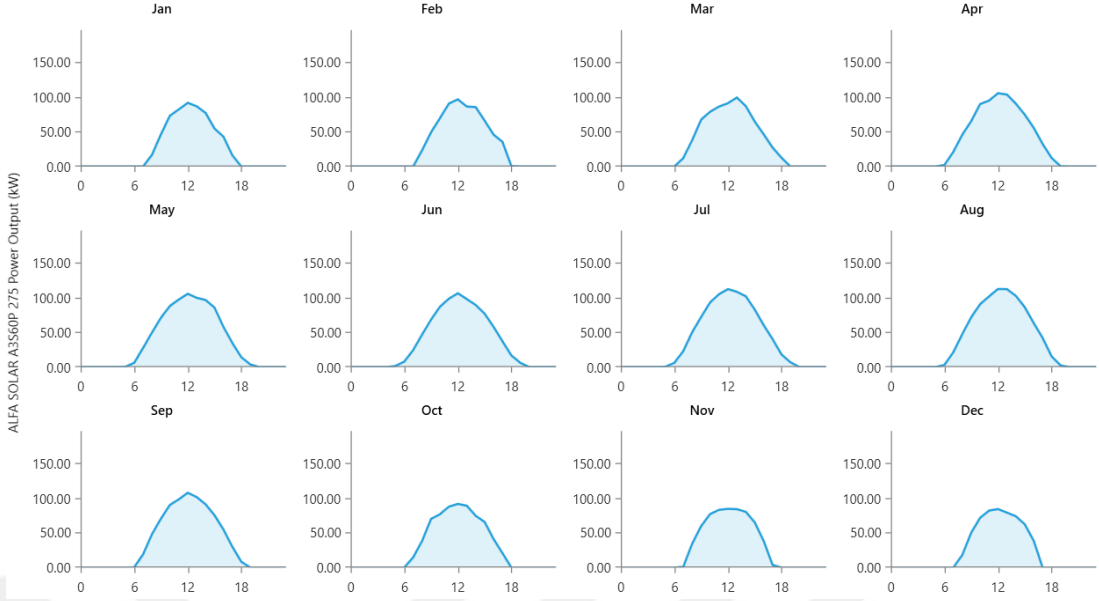 Jan Feb Mar Apr
150.00 150.00 150.00 150.00
100.00 100.00 100.00 100.00
50.00 50.00 50.00 50.00
0.00 0.00 0.00 0.00
0 6 12 18 0 6 12 18 0 6 12 18 0 6 12 18
ALFA SOLAR A3S60P 275 Power Output (kW)
May Jun Jul Aug
150.00 150.00 150.00 150.00
100.00 100.00 100.00 100.00
50.00 50.00 50.00 50.00
0.00 0.00 0.00 0.00
0 6 12 18 0 6 12 18 0 6 12 18 0 6 12 18
Sep Oct Nov Dec
150.00 150.00 150.00 150.00
100.00 100.00 100.00 100.00
50.00 50.00 50.00 50.00
0.00 0.00 0.00 0.00
0 6 12 18 0 6 12 18 0 6 12 18 0 6 12 18